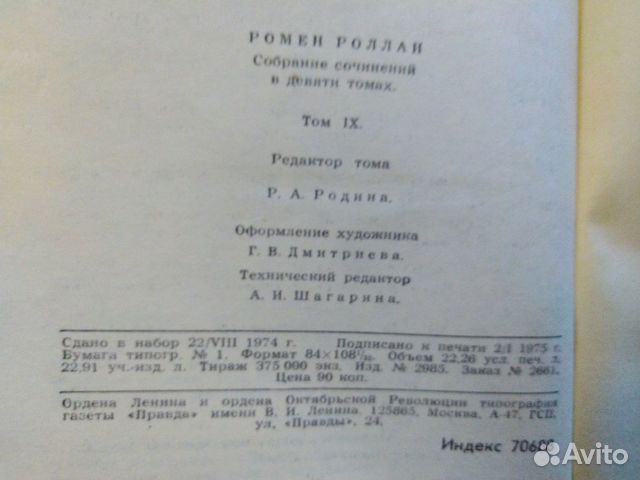 РОМЕН РОЛЛАН
Собрание сочинений
в девяти томах.
Том IX.
Редактор тома
Р. А. Родина.
Оформление художника
Г. В. Дмитриева.
Технический редактор
А. И. Шагарина.
Сдано в набор 22/VIII 1974 г. Подписано к печати 2/I 1975 г.
Бумага типогр. № 1. Формат 84×108¹/₃₂. Объем 22,26 усл. печ. л.
22,91 уч.-изд. л. Тираж 375 000 экз. Изд. № 2985. Заказ № 2661.
Цена 90 коп.
Ордена Ленина и ордена Октябрьской Революции типография
газеты «Правда» имени В. И. Ленина. 125865, Москва, А-47, ГСП,
ул. «Правды», 24.
Индекс
Avito